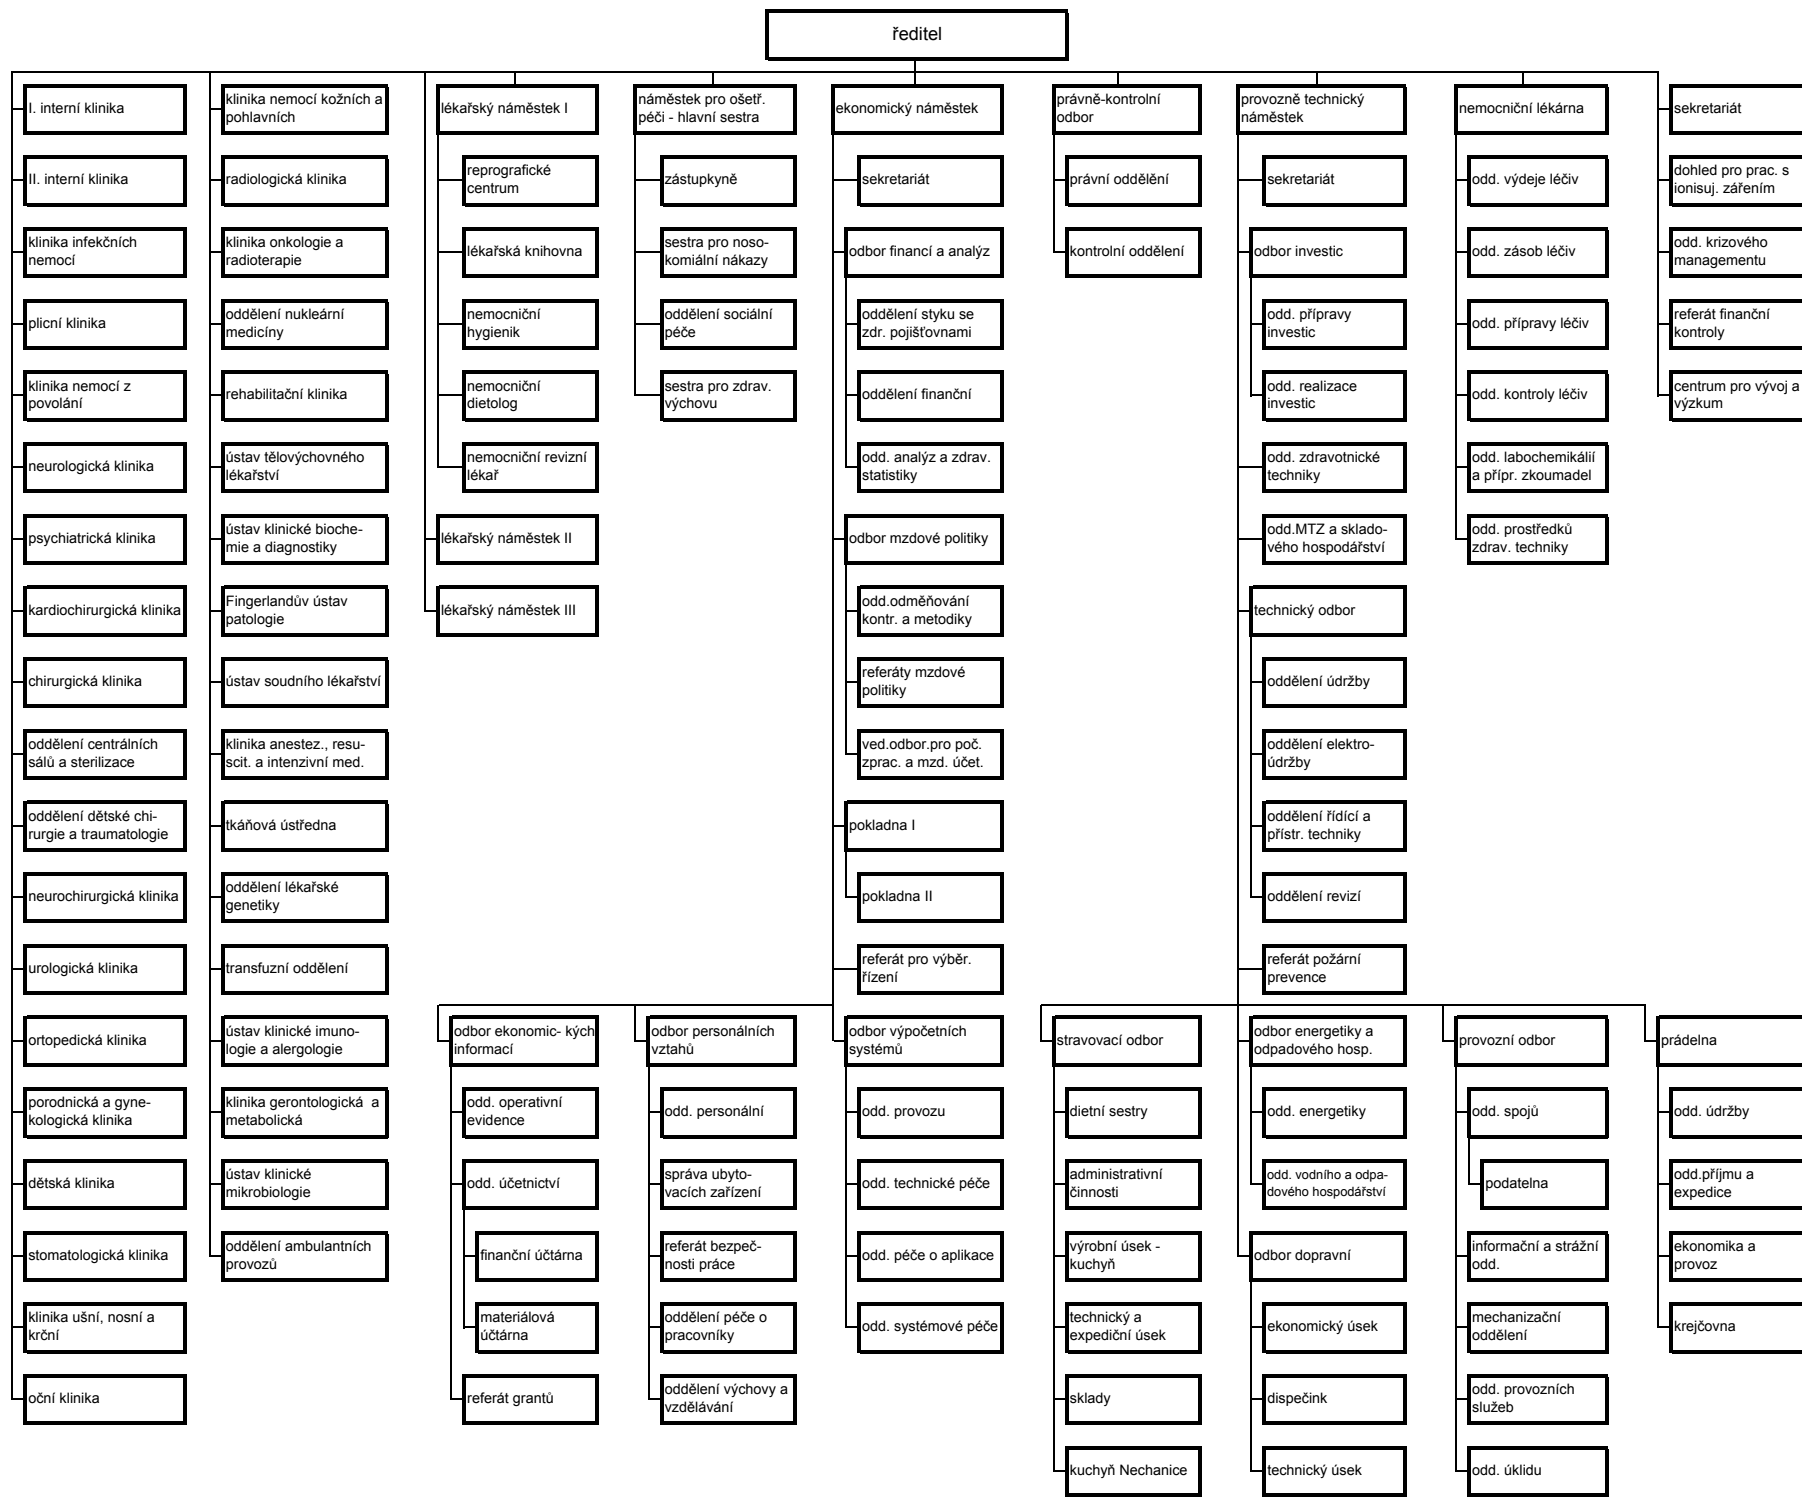 ředitel
I. interní klinika
II. interní klinika
klinika infekčních
nemocí
plicní klinika
klinika nemocí z
povolání
neurologická klinika
psychiatrická klinika
kardiochirurgická klinika
chirurgická klinika
oddělení centrálních
sálů a sterilizace
oddělení dětské chi-
rurgie a traumatologie
neurochirurgická klinika
urologická klinika
ortopedická klinika
porodnická a gyne-
kologická klinika
dětská klinika
stomatologická klinika
klinika ušní, nosní a
krční
oční klinika
klinika nemocí kožních a
pohlavních
radiologická klinika
klinika onkologie a
radioterapie
oddělení nukleární
medicíny
rehabilitační klinika
ústav tělovýchovného
lékařství
ústav klinické bioche-
mie a diagnostiky
Fingerlandův ústav
patologie
ústav soudního lékařství
klinika anestez., resu-
scit. a intenzivní med.
tkáňová ústředna
oddělení lékařské
genetiky
transfuzní oddělení
ústav klinické imuno-
logie a alergologie
klinika gerontologická a
metabolická
ústav klinické
mikrobiologie
oddělení ambulantních
provozů
lékařský náměstek I
reprografické
centrum
lékařská knihovna
nemocniční
hygienik
nemocniční
dietolog
nemocniční revizní
lékař
lékařský náměstek II
lékařský náměstek III
náměstek pro ošetř.
péči - hlavní sestra
zástupkyně
sestra pro noso-
komiální nákazy
oddělení sociální
péče
sestra pro zdrav.
výchovu
ekonomický náměstek
sekretariát
odbor financí a analýz
oddělení styku se
zdr. pojišťovnami
oddělení finanční
odd. analýz a zdrav.
statistiky
odbor mzdové politiky
odd.odměňování
kontr. a metodiky
referáty mzdové
politiky
ved.odbor.pro poč.
zprac. a mzd. účet.
pokladna I
pokladna II
referát pro výběr.
řízení
odbor ekonomic- kých
informací
odd. operativní
evidence
odd. účetnictví
finanční účtárna
materiálová
účtárna
referát grantů
odbor personálních
vztahů
odd. personální
správa ubyto-
vacích zařízení
referát bezpeč-
nosti práce
oddělení péče o
pracovníky
oddělení výchovy a
vzdělávání
odbor výpočetních
systémů
odd. provozu
odd. technické péče
odd. péče o aplikace
odd. systémové péče
právně-kontrolní
odbor
právní oddělění
kontrolní oddělení
provozně technický
náměstek
sekretariát
odbor investic
odd. přípravy
investic
odd. realizace
investic
odd. zdravotnické
techniky
odd.MTZ a sklado-
vého hospodářství
technický odbor
oddělení údržby
oddělení elektro-
údržby
oddělení řídící a
přístr. techniky
oddělení revizí
referát požární
prevence
stravovací odbor
dietní sestry
administrativní
činnosti
výrobní úsek -
kuchyň
technický a
expediční úsek
sklady
kuchyň Nechanice
odbor energetiky a
odpadového hosp.
odd. energetiky
odd. vodního a odpa-
dového hospodářství
odbor dopravní
ekonomický úsek
dispečink
technický úsek
provozní odbor
odd. spojů
podatelna
informační a strážní
odd.
mechanizační
oddělení
odd. provozních
služeb
odd. úklidu
prádelna
odd. údržby
odd.příjmu a
expedice
ekonomika a
provoz
krejčovna
nemocniční lékárna
odd. výdeje léčiv
odd. zásob léčiv
odd. přípravy léčiv
odd. kontroly léčiv
odd. labochemikálií
a přípr. zkoumadel
odd. prostředků
zdrav. techniky
sekretariát
dohled pro prac. s
ionisuj. zářením
odd. krizového
managementu
referát finanční
kontroly
centrum pro vývoj a
výzkum